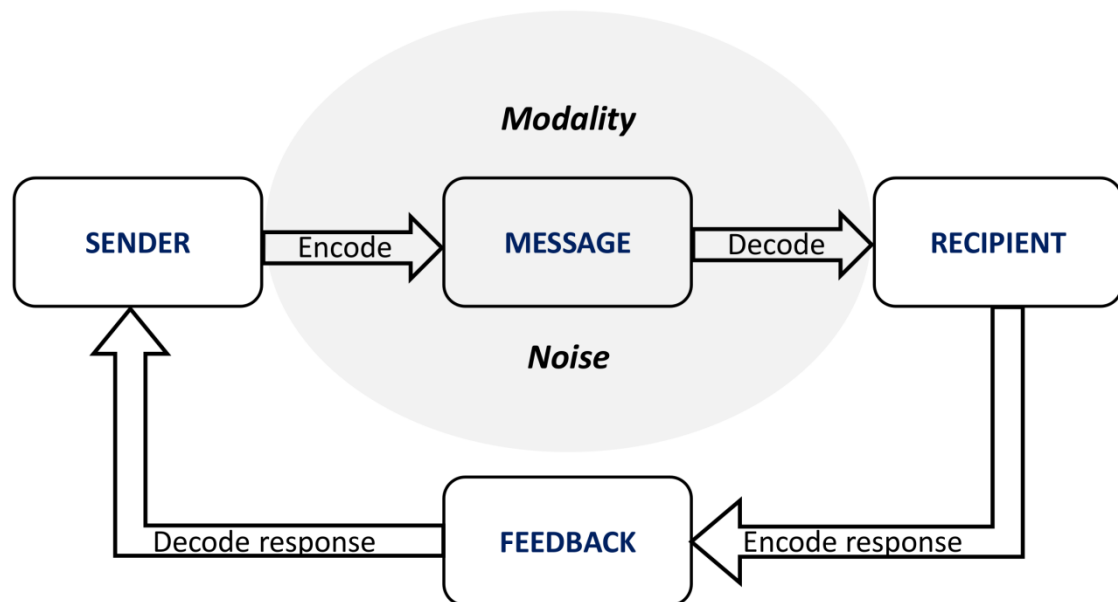 Modality
SENDER
Encode
MESSAGE
Decode
RECIPIENT
Noise
Decode response
FEEDBACK
Encode response